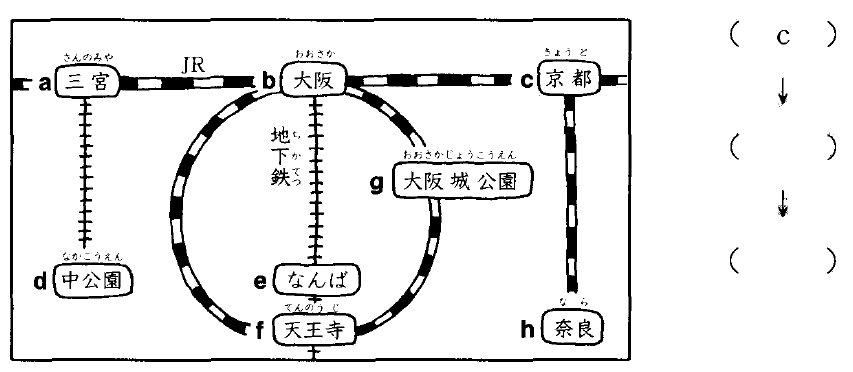 さんのみや
a 三宮
JR
おおさか
b 大阪
きょうと
c 京都
地下鉄
ちかてつ
おおさかじょうこうえん
g 大阪城公園
なかこうえん
d 中公園
e なんば
てんのうじ
f 天王寺
なら
h 奈良
( c )
↓
( )
↓
( )